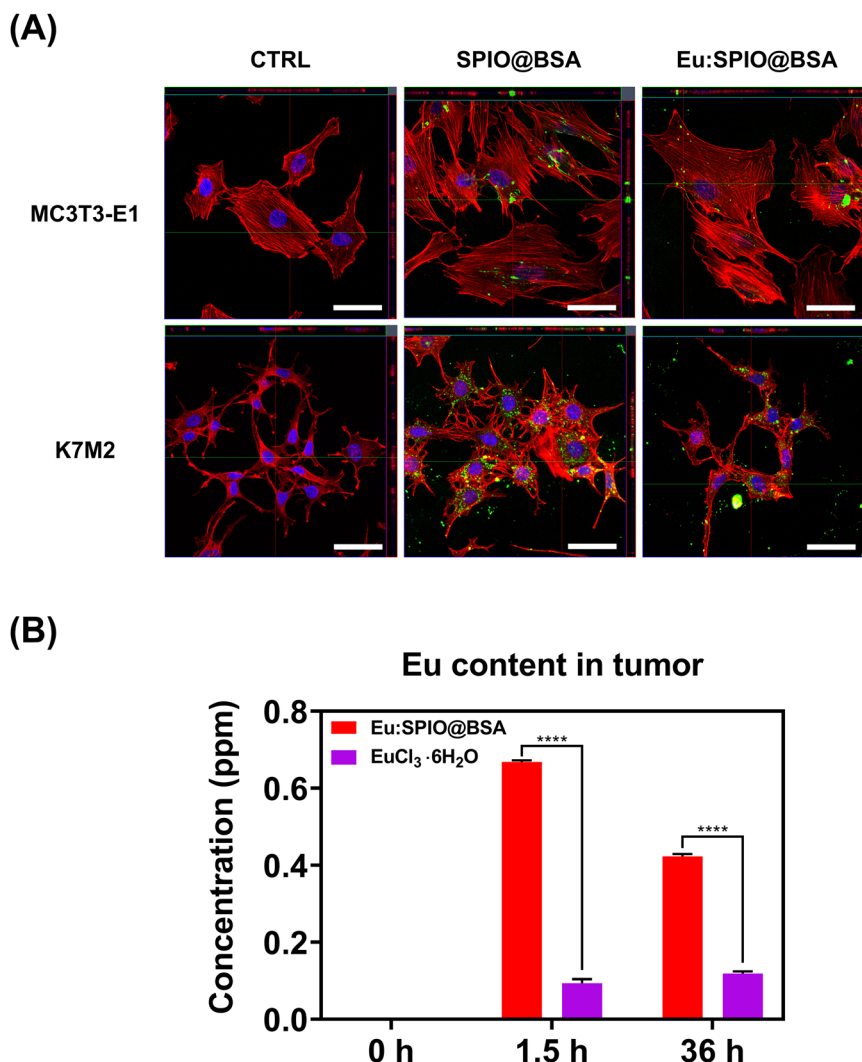 (A)
CTRL SPIO@BSA Eu:SPIO@BSA
MC3T3-E1
K7M2
(B)
Eu content in tumor
Concentration (ppm)
0.8
0.6
0.4
0.2
0.0
Eu:SPIO@BSA
EuCl₃·6H₂O
****
****
0 h 1.5 h 36 h